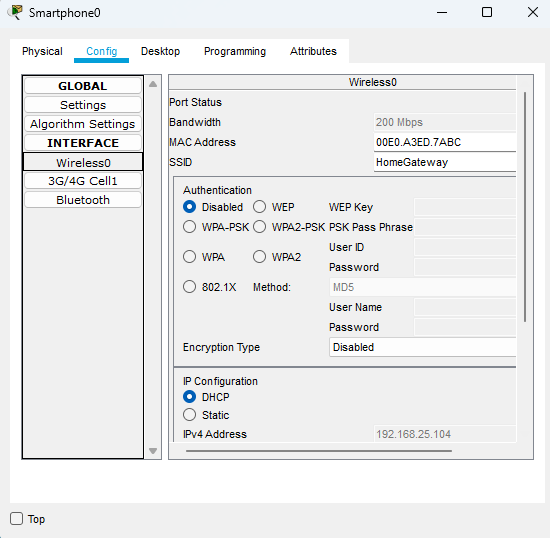 Smartphone0
Physical Config Desktop Programming Attributes
GLOBAL
Settings
Algorithm Settings
INTERFACE
Wireless0
3G/4G Cell1
Bluetooth
Wireless0
Port Status
Bandwidth 200 Mbps
MAC Address 00E0.A3ED.7ABC
SSID HomeGateway
Authentication
Disabled WEP WEP Key
WPA-PSK WPA2-PSK PSK Pass Phrase
User ID
WPA WPA2
Password
802.1X Method: MD5
User Name
Password
Encryption Type Disabled
IP Configuration
DHCP
Static
IPv4 Address 192.168.25.104
Top